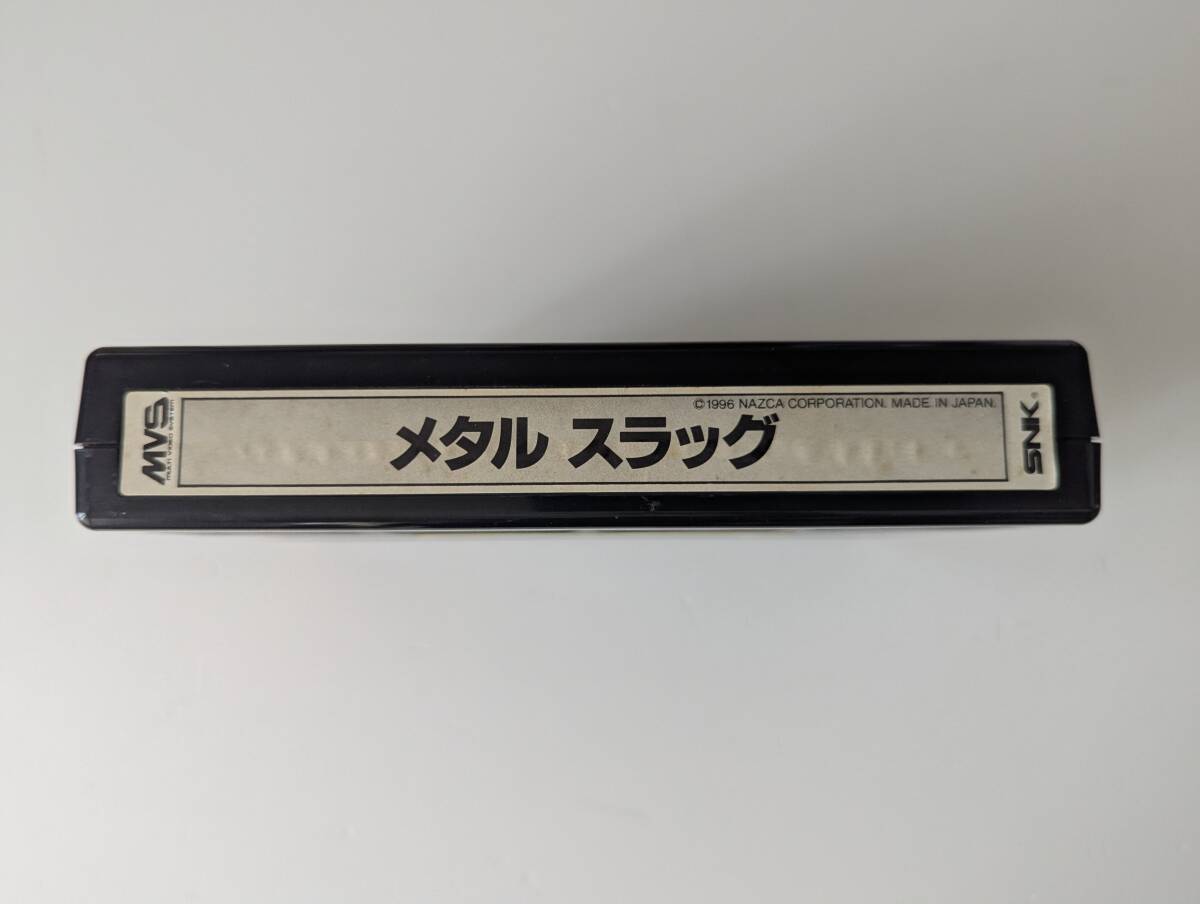 MVS
MULTI VIDEO SYSTEM
©1996 NAZCA CORPORATION. MADE IN JAPAN.
メタル スラッグ
SNK®